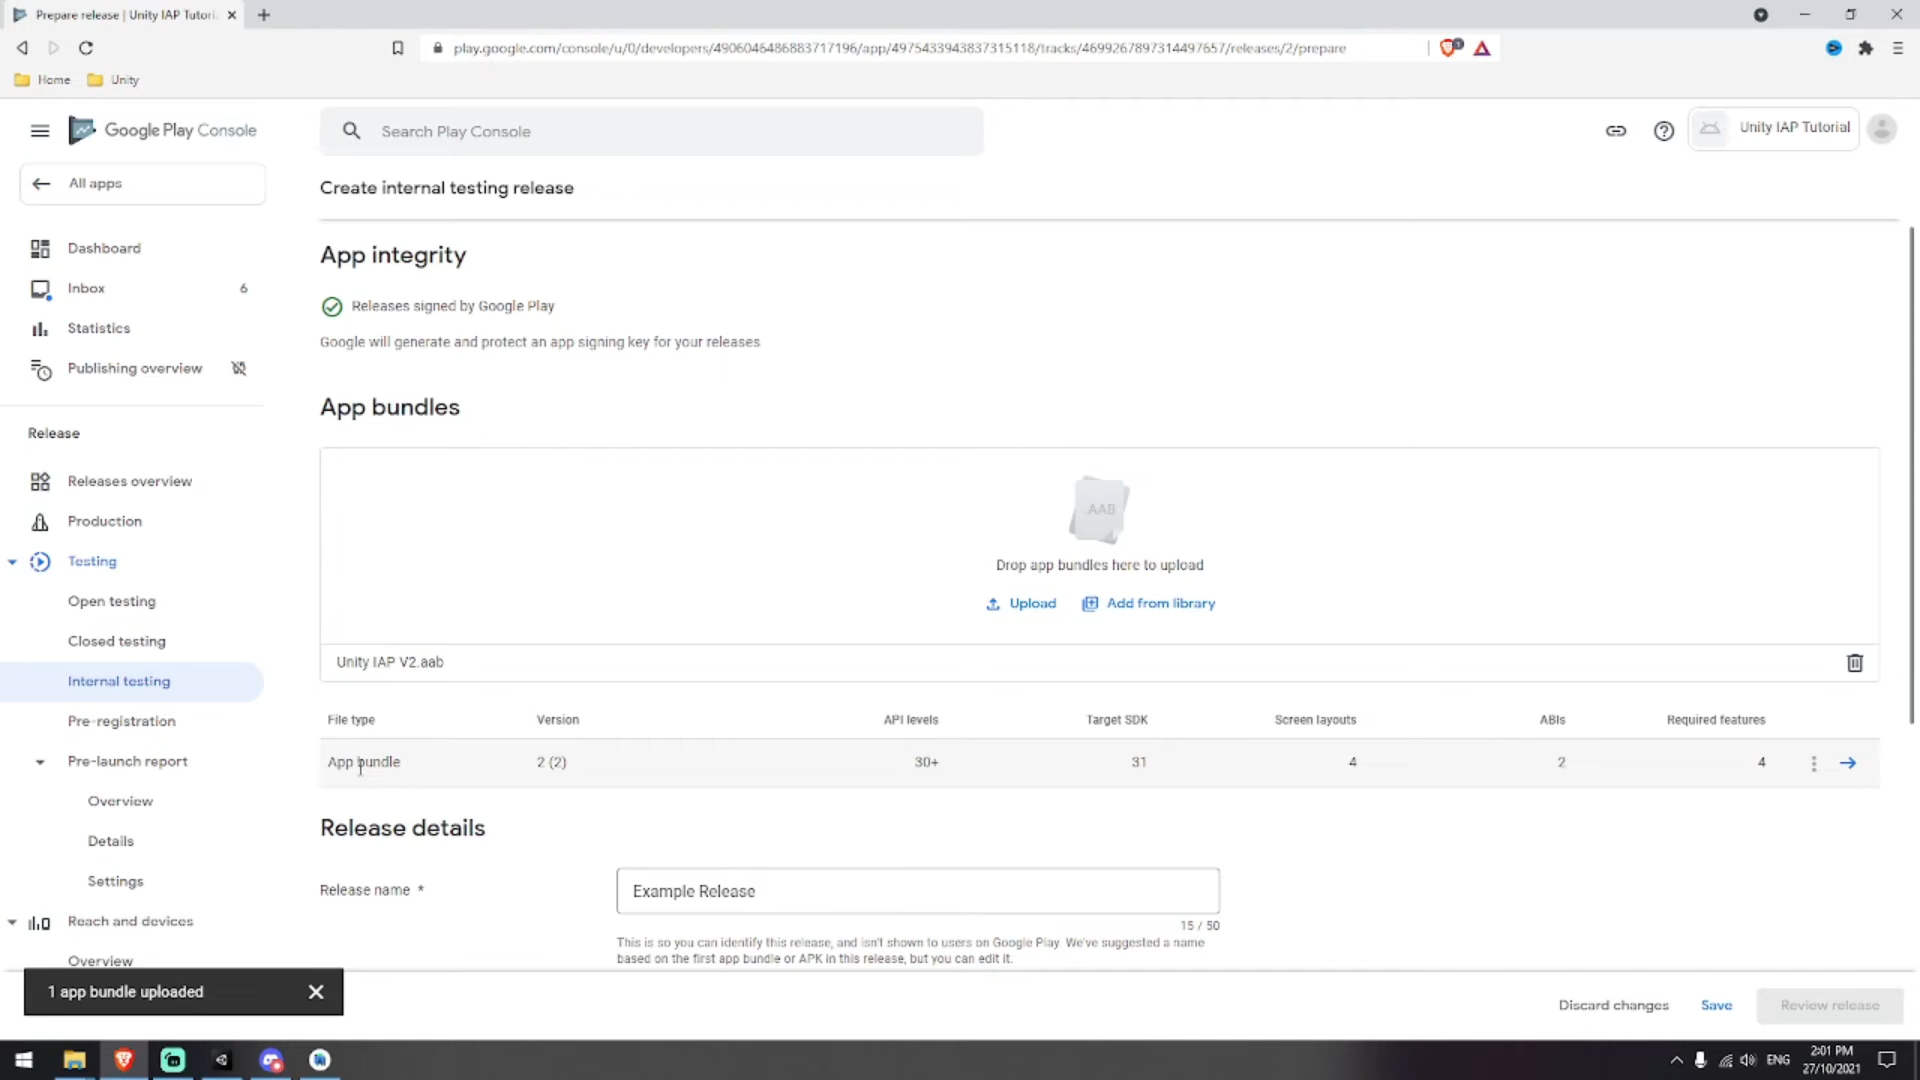 Prepare release | Unity IAP Tutori
play.google.com/console/u/0/developers/4906046486883717196/app/4975433943837315118/tracks/4699267897314497657/releases/2/prepare
1
Home
Unity
Google Play Console
Search Play Console
Unity IAP Tutorial
All apps
Create internal testing release
Dashboard
Inbox
6
Statistics
Publishing overview
Release
Releases overview
Production
Testing
Open testing
Closed testing
Internal testing
Pre-registration
Pre-launch report
Overview
Details
Settings
Reach and devices
Overview
App integrity
Releases signed by Google Play
Google will generate and protect an app signing key for your releases
App bundles
.AAB
Drop app bundles here to upload
Upload
Add from library
Unity IAP V2.aab
File type Version API levels Target SDK Screen layouts ABIs Required features
App bundle 2 (2) 30+ 31 4 2 4
Release details
Release name *
Example Release
15 / 50
This is so you can identify this release, and isn't shown to users on Google Play. We've suggested a name
based on the first app bundle or APK in this release, but you can edit it.
1 app bundle uploaded
Discard changes
Save
Review release
ENG
2:01 PM
27/10/2021